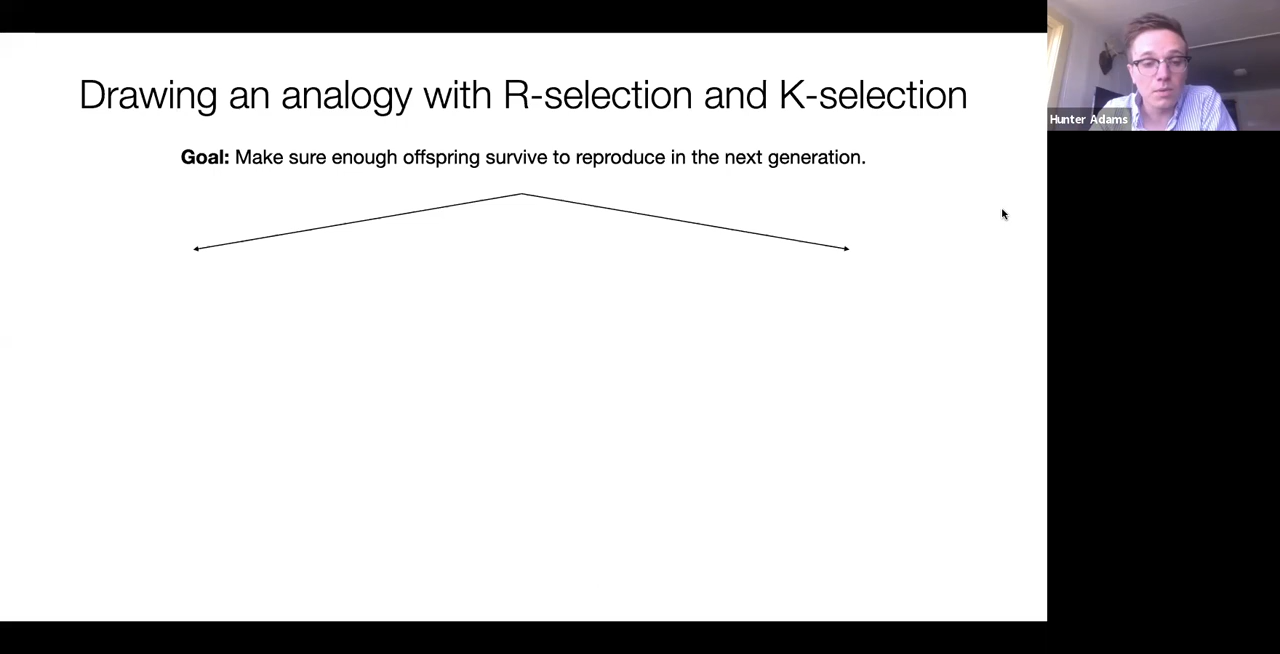 Drawing an analogy with R-selection and K-selection
Goal: Make sure enough offspring survive to reproduce in the next generation.
Hunter Adams